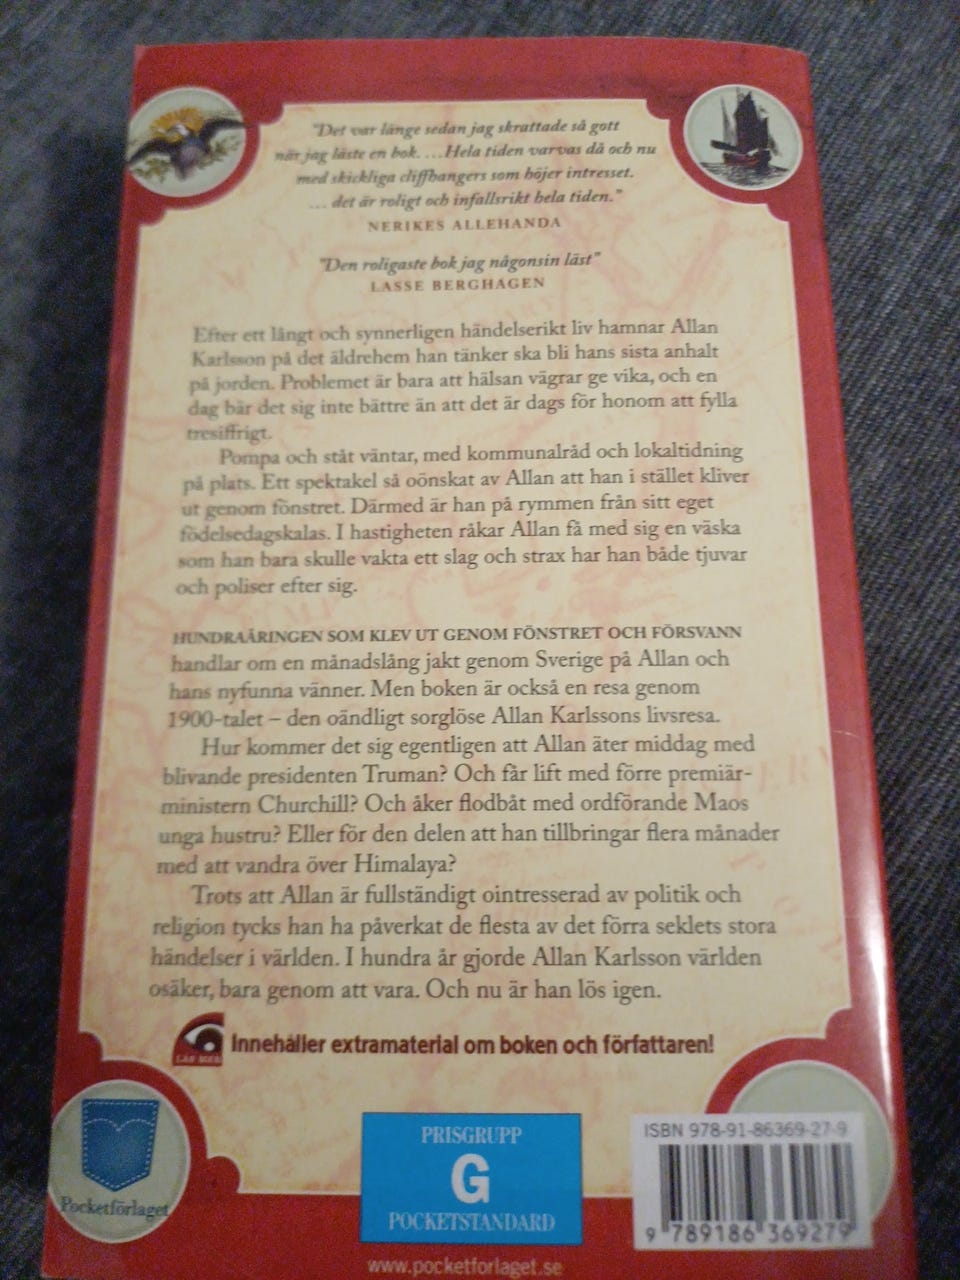 "Det var länge sedan jag skrattade så gott
när jag läste en bok. …Hela tiden varvas då och nu
med skickliga cliffhangers som höjer intresset.
… det är roligt och infallsrikt hela tiden."
NERIKES ALLEHANDA
"Den roligaste bok jag någonsin läst"
LASSE BERGHAGEN
Efter ett långt och synnerligen händelserikt liv hamnar Allan
Karlsson på det äldrehem han tänker ska bli hans sista anhalt
på jorden. Problemet är bara att hälsan vägrar ge vika, och en
dag bär det sig inte bättre än att det är dags för honom att fylla
tresiffrigt.
Pompa och ståt väntar, med kommunalråd och lokaltidning
på plats. Ett spektakel så oönskat av Allan att han i stället kliver
ut genom fönstret. Därmed är han på rymmen från sitt eget
födelsedagskalas. I hastigheten råkar Allan få med sig en väska
som han bara skulle vakta ett slag och strax har han både tjuvar
och poliser efter sig.
HUNDRAÅRINGEN SOM KLEV UT GENOM FÖNSTRET OCH FÖRSVANN
handlar om en månadslång jakt genom Sverige på Allan och
hans nyfunna vänner. Men boken är också en resa genom
1900-talet – den oändligt sorglöse Allan Karlssons livsresa.
Hur kommer det sig egentligen att Allan äter middag med
blivande presidenten Truman? Och får lift med förre premiär-
ministern Churchill? Och åker flodbåt med ordförande Maos
unga hustru? Eller för den delen att han tillbringar flera månader
med att vandra över Himalaya?
Trots att Allan är fullständigt ointresserad av politik och
religion tycks han ha påverkat de flesta av det förra seklets stora
händelser i världen. I hundra år gjorde Allan Karlsson världen
osäker, bara genom att vara. Och nu är han lös igen.
LÄS MER!
Innehåller extramaterial om boken och författaren!
Pocketförlaget
PRISGRUPP
G
POCKETSTANDARD
www.pocketforlaget.se
ISBN 978-91-86369-27-9
9 789186 369279